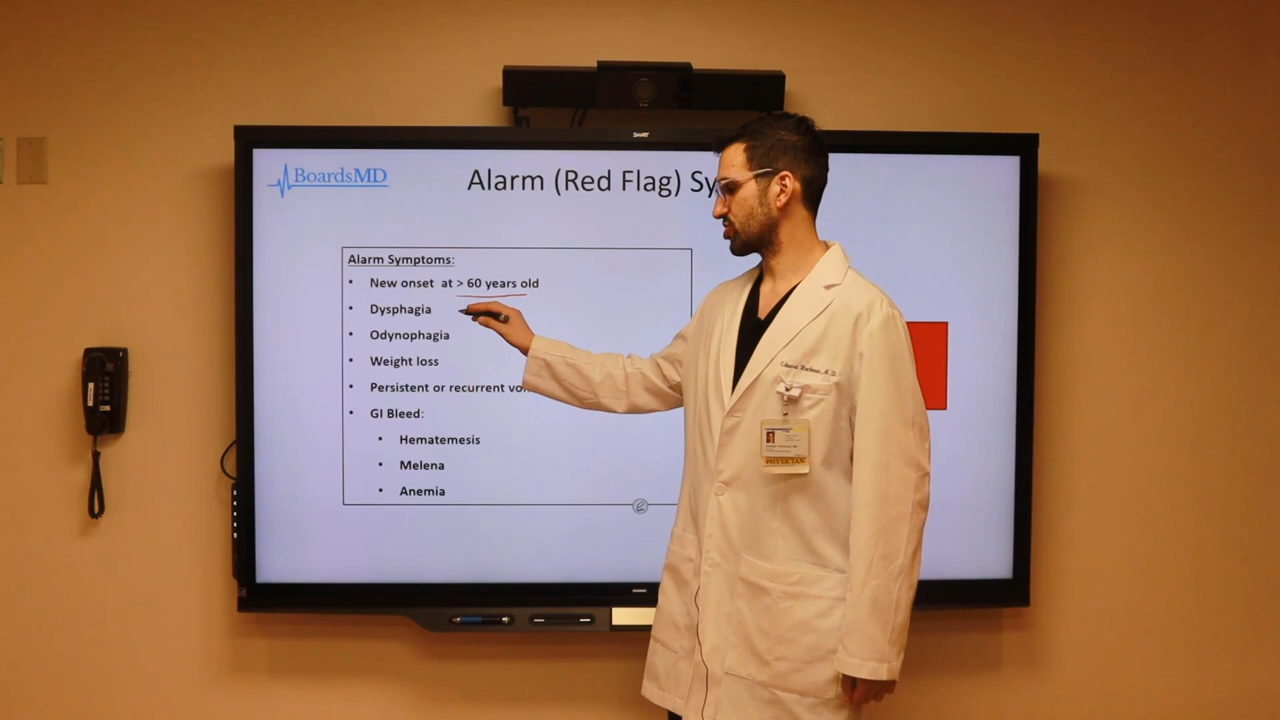 SMART
BoardsMD
Alarm (Red Flag) Sy
Alarm Symptoms:
• New onset at > 60 years old
• Dysphagia
• Odynophagia
• Weight loss
• Persistent or recurrent vo
• GI Bleed:
• Hematemesis
• Melena
• Anemia
PHYSICIAN